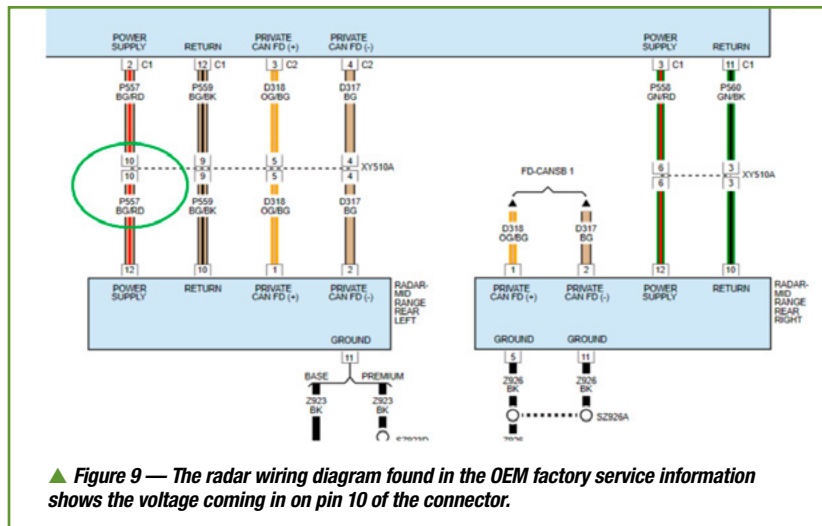 POWER SUPPLY RETURN PRIVATE CAN FD (+) PRIVATE CAN FD (-) POWER SUPPLY RETURN
2 C1 12 C1 3 C2 4 C2 3 C1 11 C1
P557 BG/RD P559 BG/BK D318 OG/BG D317 BG P558 GN/RD P560 GN/BK
10 9 5 4 XY510A 6 3 XY510A
10 9 5 4 6 3
FD-CANSB 1
P557 BG/RD P559 BG/BK D318 OG/BG D317 BG D318 OG/BG D317 BG
12 10 1 2 1 2 12 10
POWER SUPPLY RETURN PRIVATE CAN FD (+) PRIVATE CAN FD (-) RADAR-MID RANGE REAR LEFT
PRIVATE CAN FD (+) PRIVATE CAN FD (-) POWER SUPPLY RETURN RADAR-MID RANGE REAR RIGHT
GROUND GROUND GROUND
11 5 11
BASE PREMIUM
Z923 BK Z923 BK Z926 BK Z926 BK
SZ926A
Z926
▲ Figure 9 — The radar wiring diagram found in the OEM factory service information
shows the voltage coming in on pin 10 of the connector.